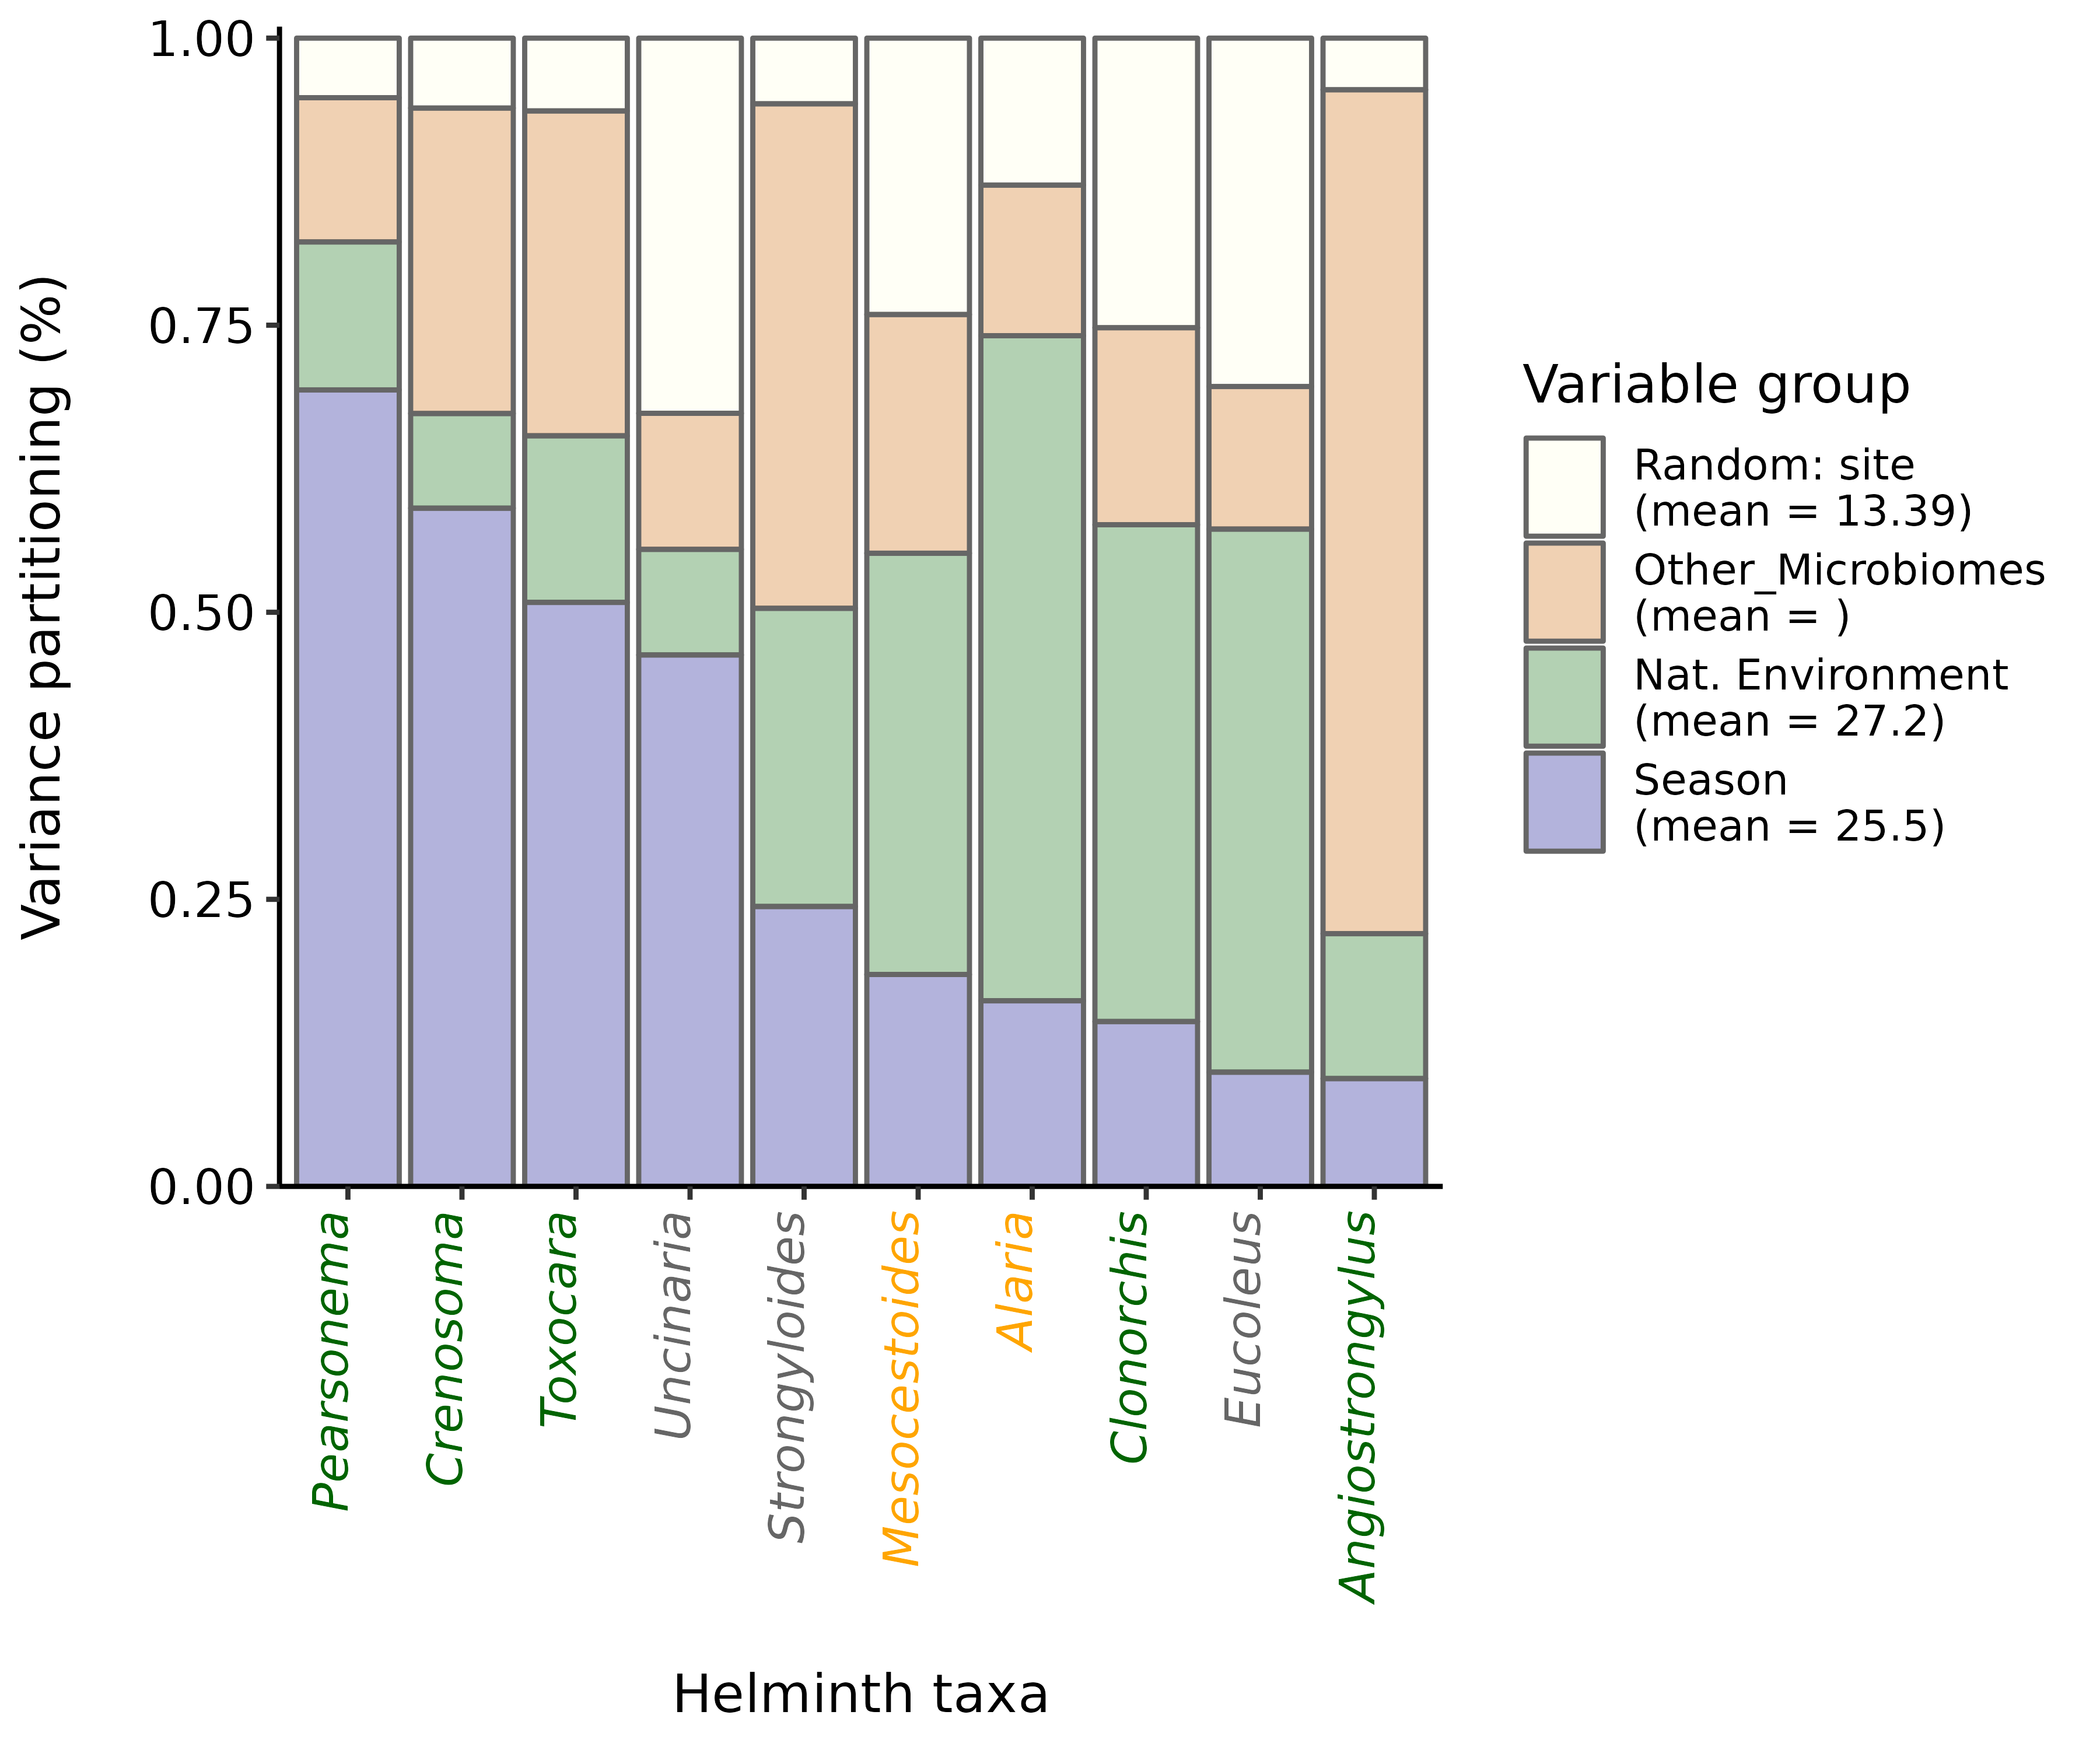 Variance partitioning (%)
1.00
0.75
0.50
0.25
0.00
Pearsonema
Crenosoma
Toxocara
Uncinaria
Strongyloides
Mesocestoides
Alaria
Clonorchis
Eucoleus
Angiostrongylus
Helminth taxa
Variable group
Random: site
(mean = 13.39)
Other_Microbiomes
(mean = )
Nat. Environment
(mean = 27.2)
Season
(mean = 25.5)